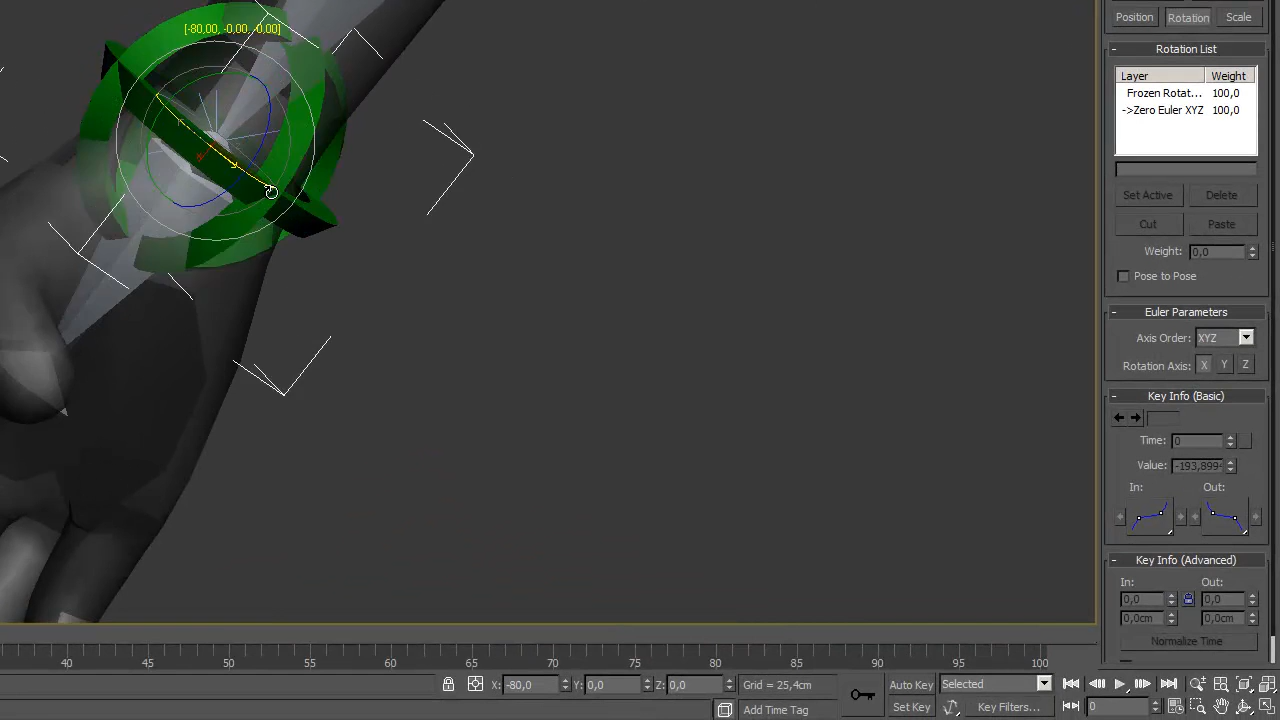 [-80,00, -0,00, -0,00]
Position Rotation Scale
- Rotation List
Layer Weight
Frozen Rotat... 100,0
->Zero Euler XYZ 100,0
Set Active Delete
Cut Paste
Weight: 0,0
Pose to Pose
- Euler Parameters
Axis Order: XYZ
Rotation Axis: X Y Z
- Key Info (Basic)
Time: 0
Value: -193,899
In: Out:
- Key Info (Advanced)
In: Out:
0,0 0,0
0,0cm 0,0cm
Normalize Time
40 45 50 55 60 65 70 75 80 85 90 95 100
X: -80,0 Y: 0,0 Z: 0,0 Grid = 25,4cm Auto Key Selected
Add Time Tag Set Key Key Filters... 0